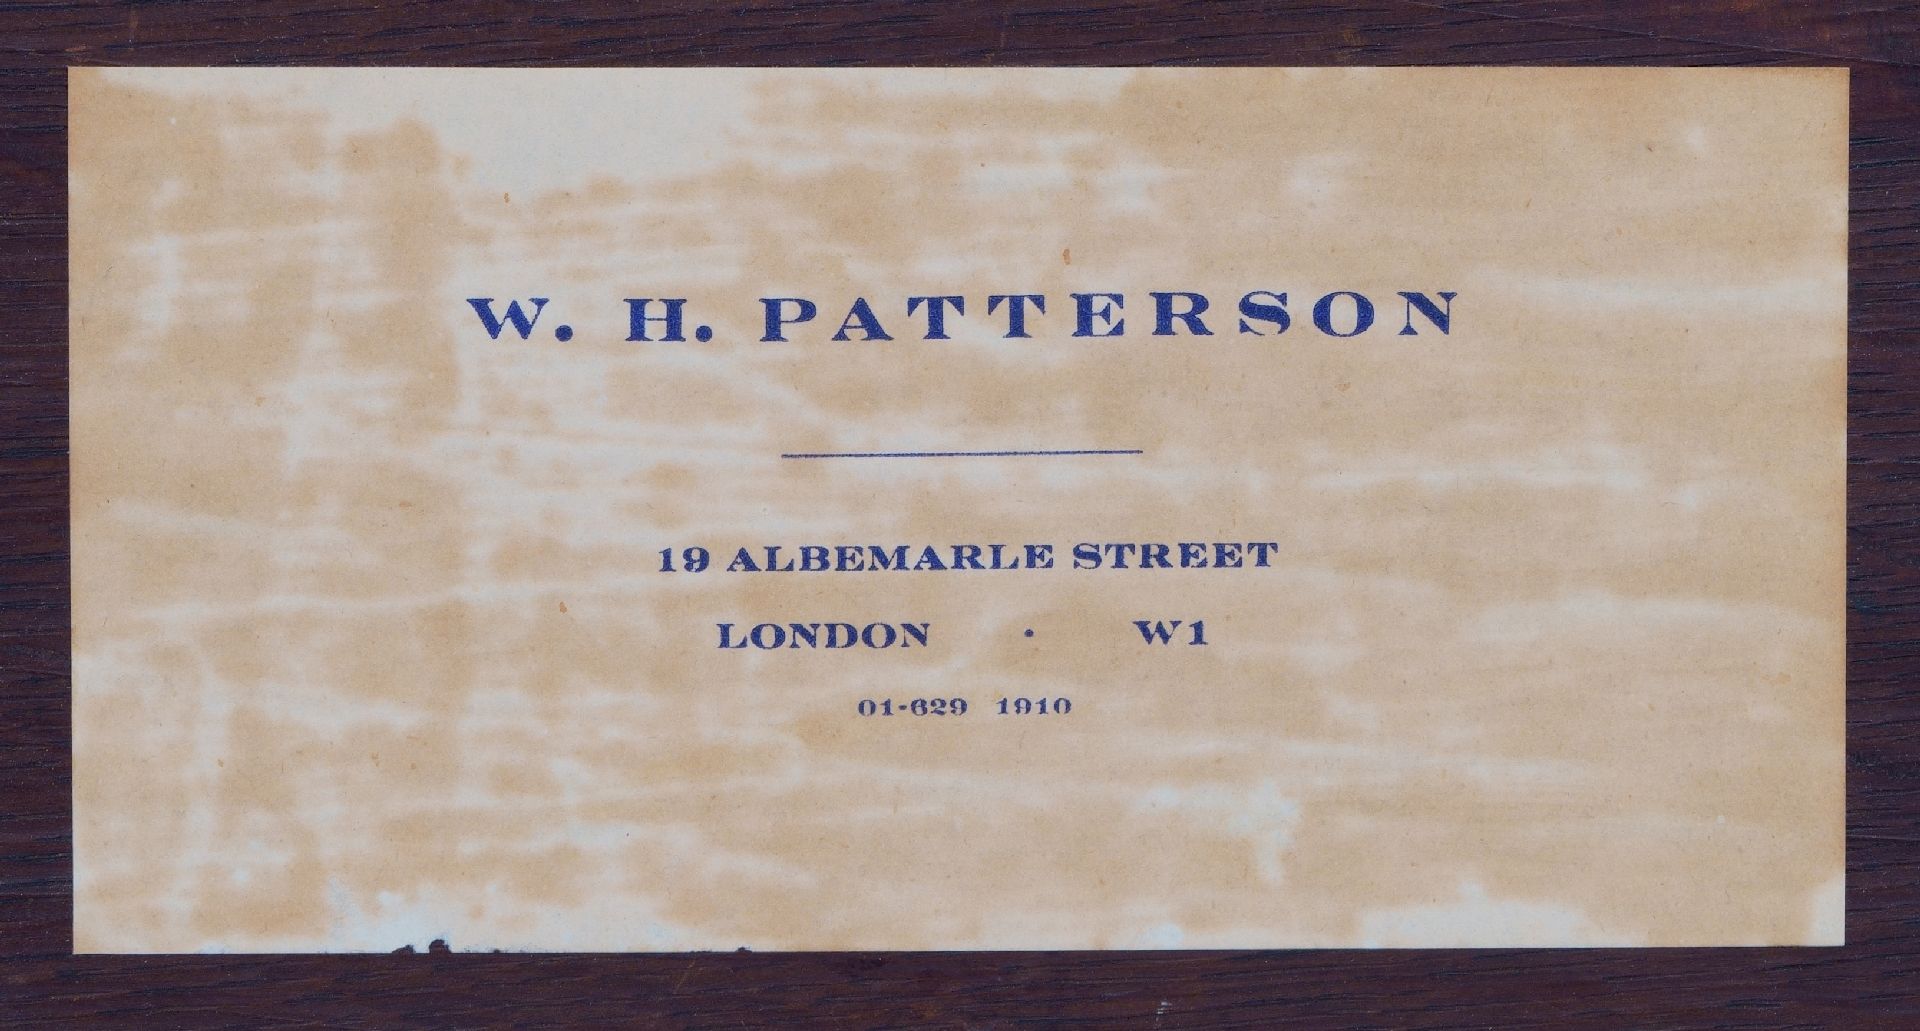 W. H. PATTERSON
19 ALBEMARLE STREET
LONDON · W1
01-629 1910